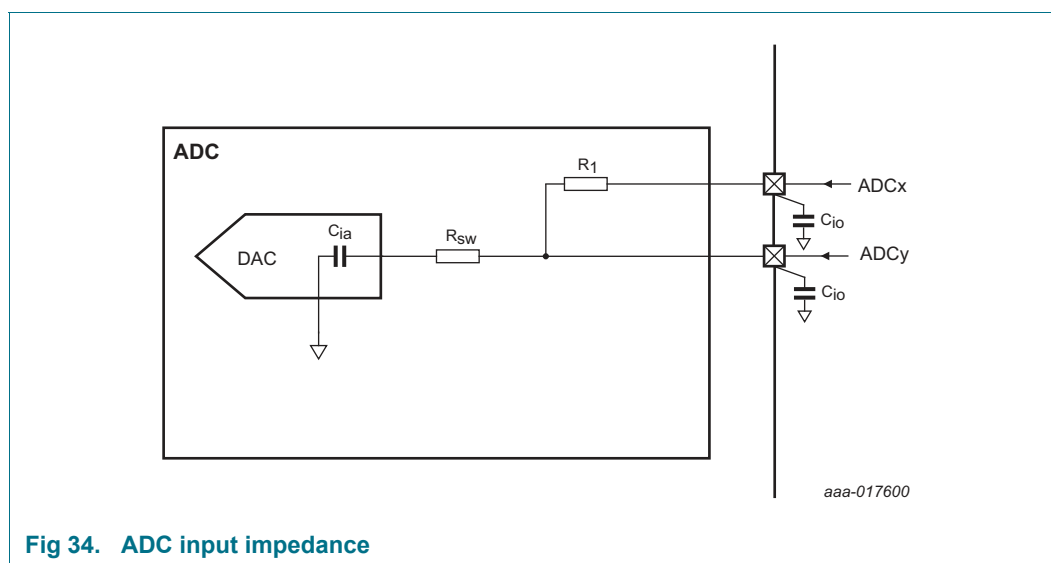 ADC
R1
ADCx
Cio
Cia
Rsw
DAC
ADCy
Cio
aaa-017600
Fig 34. ADC input impedance